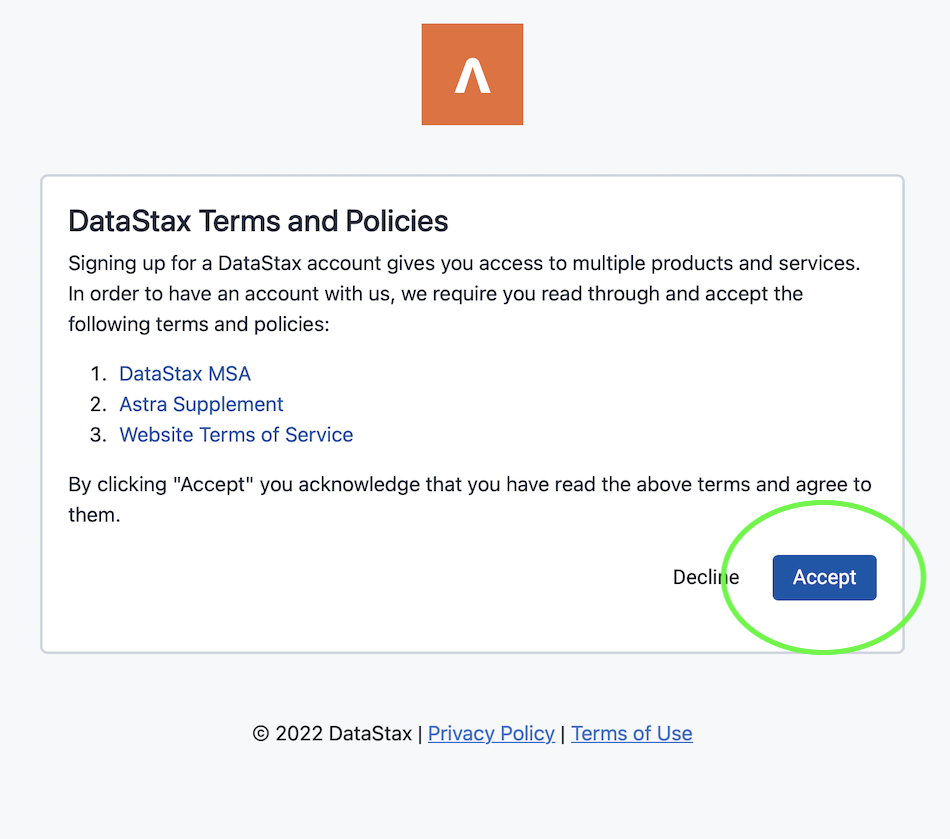 DataStax Terms and Policies
Signing up for a DataStax account gives you access to multiple products and services.
In order to have an account with us, we require you read through and accept the
following terms and policies:
1. DataStax MSA
2. Astra Supplement
3. Website Terms of Service
By clicking "Accept" you acknowledge that you have read the above terms and agree to
them.
Decline Accept
© 2022 DataStax | Privacy Policy | Terms of Use